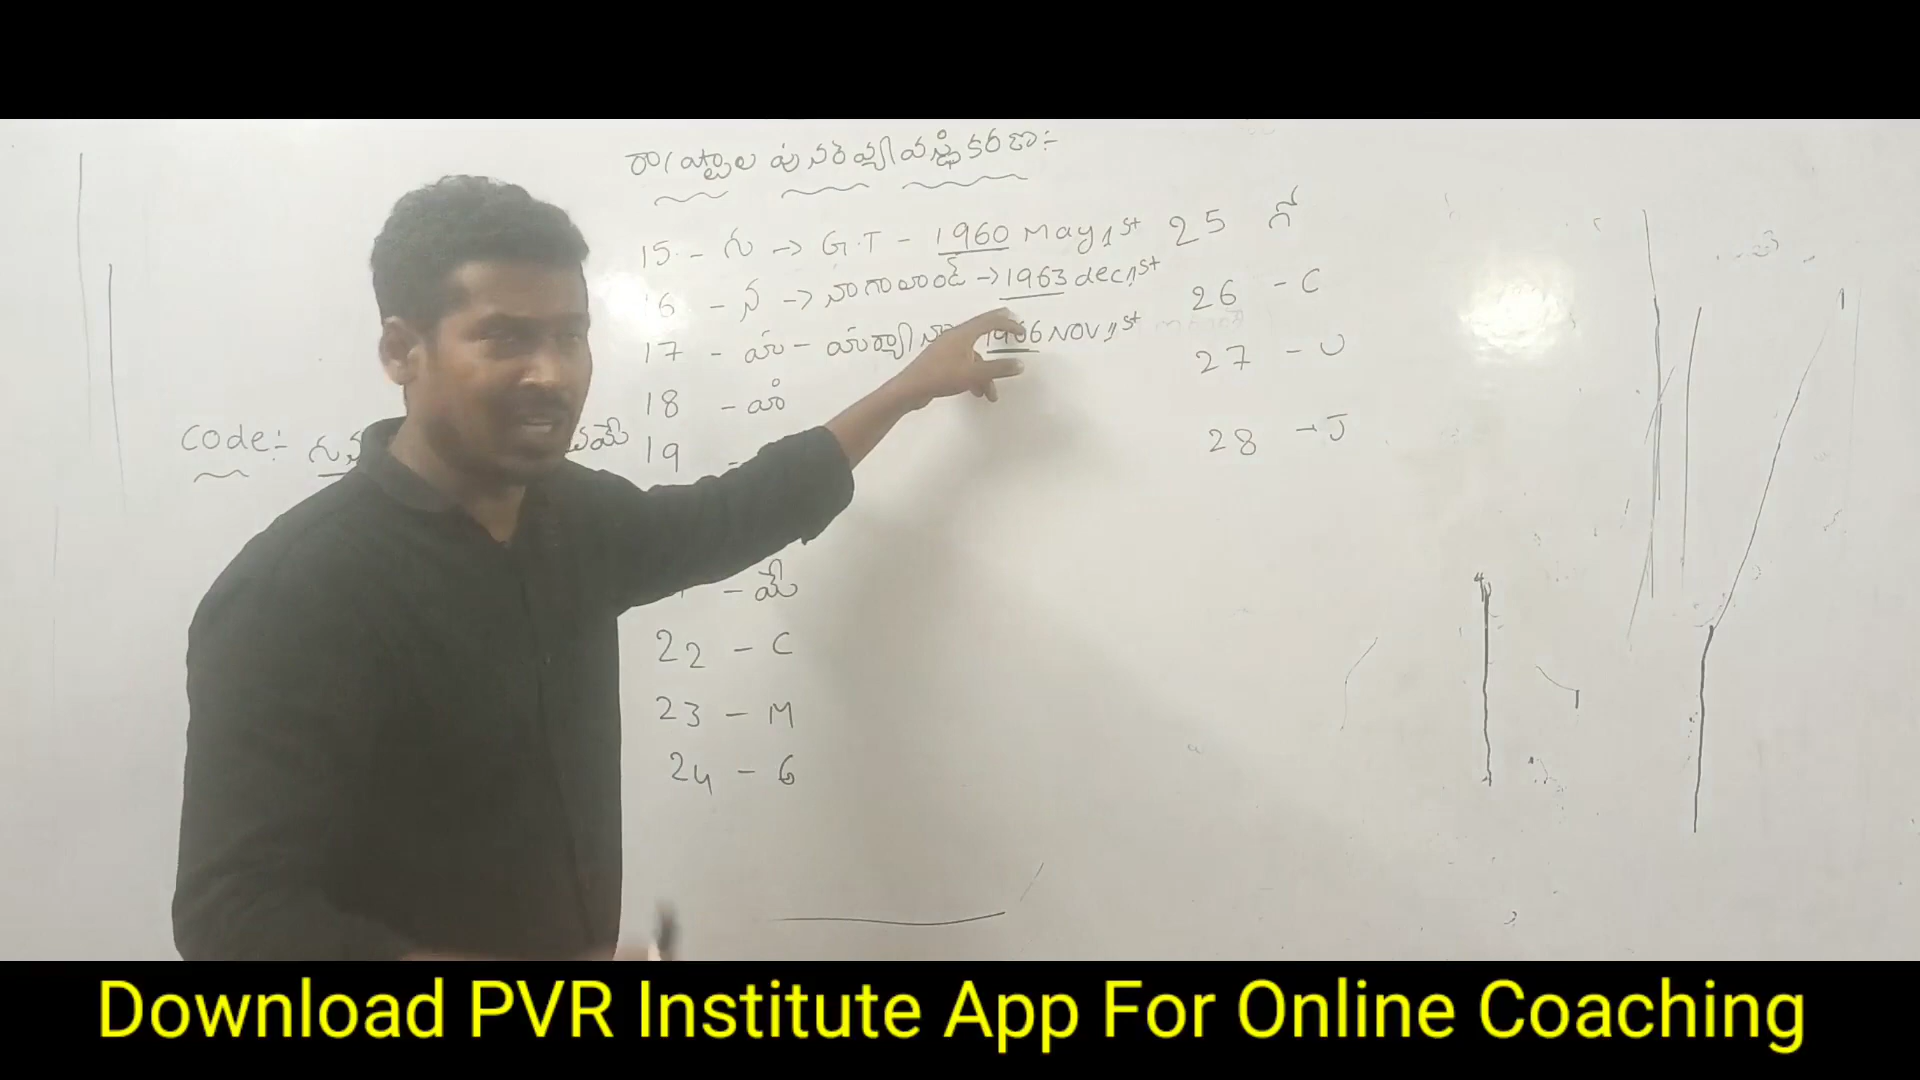 రాష్ట్రాల పునర్వ్యవస్థీకరణ:-
15 - గు → G.T - 1960 May 1st
16 - న → నాగాలాండ్ → 1963 dec 1st
17 - హ - హర్యానా 1966 NOV 1st
18 - హి
19 -
code:-
- మే
22 - C
23 - M
24 - 6
25 గో
26 - C
27 - U
28 - J
Download PVR Institute App For Online Coaching